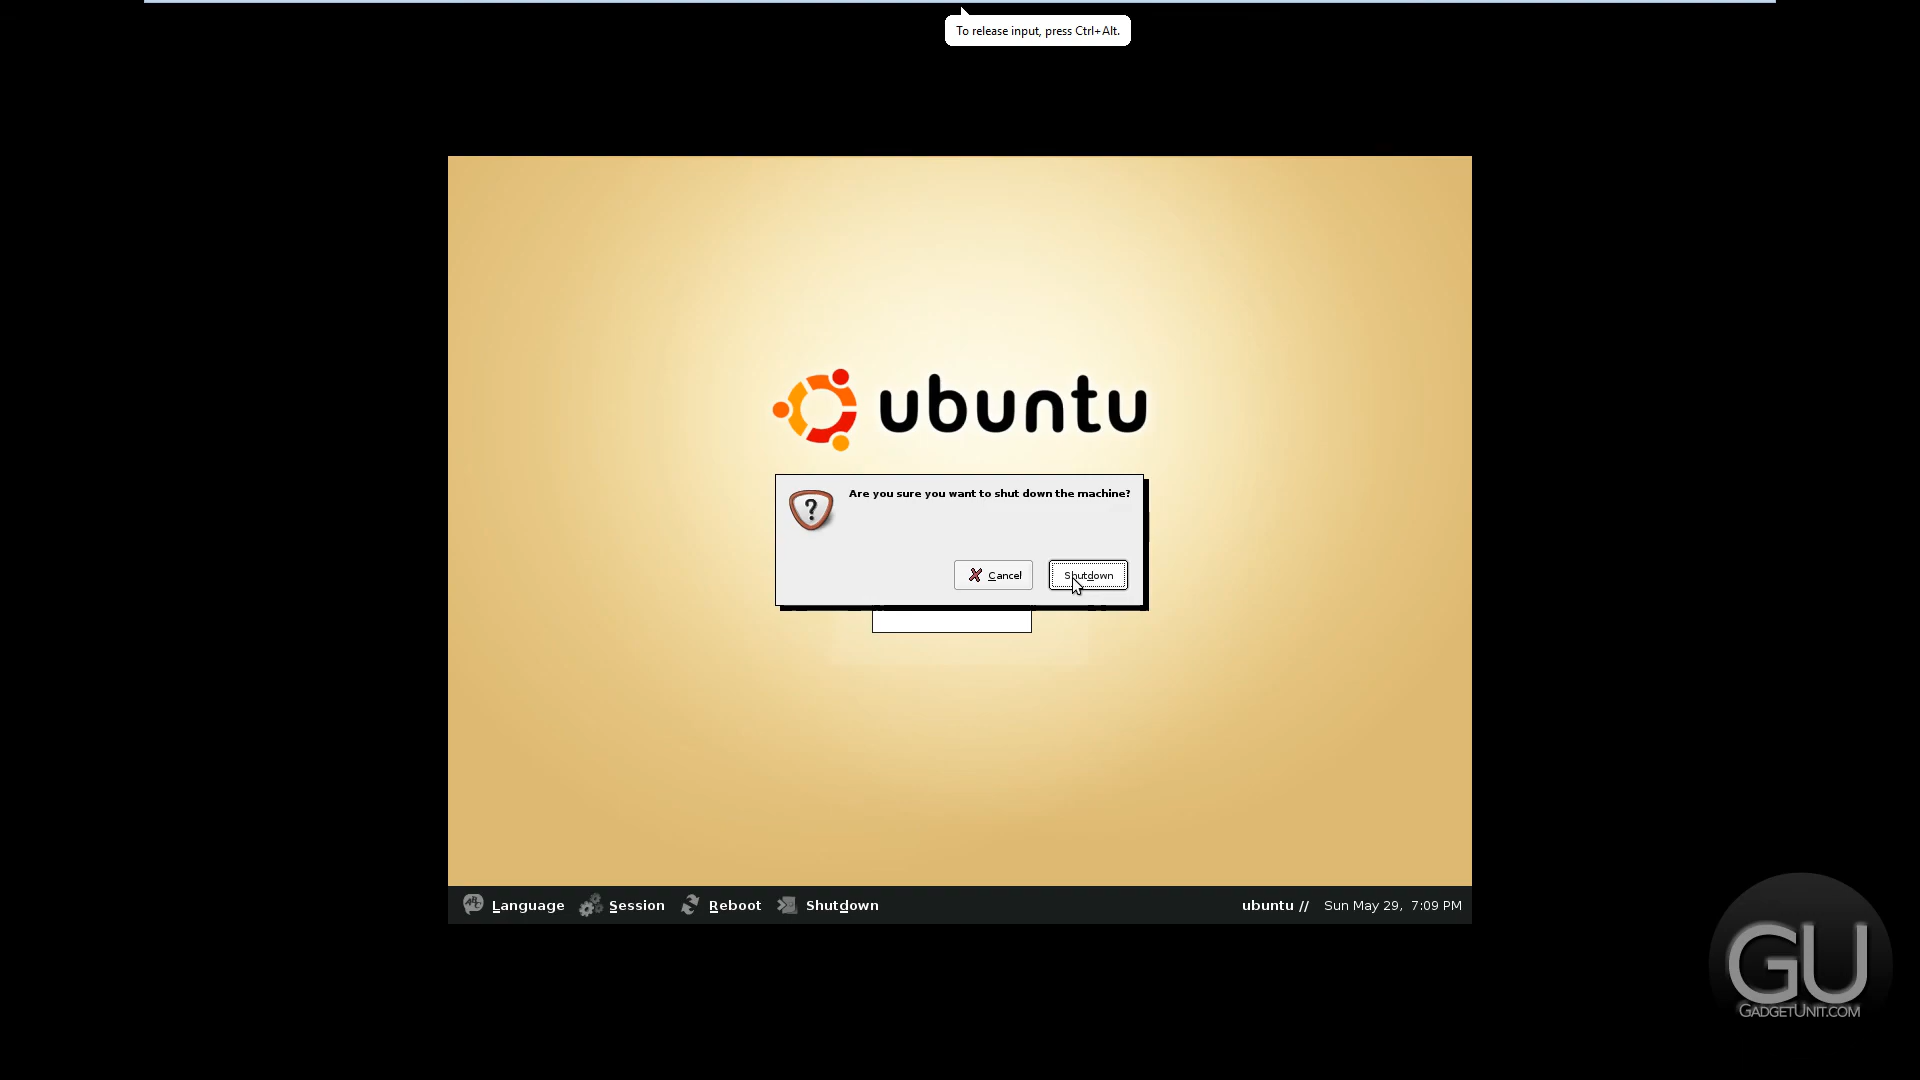 To release input, press Ctrl+Alt.
ubuntu
Are you sure you want to shut down the machine?
Cancel
Shutdown
Language
Session
Reboot
Shutdown
ubuntu //
Sun May 29, 7:09 PM
GU
GADGETUNIT.COM